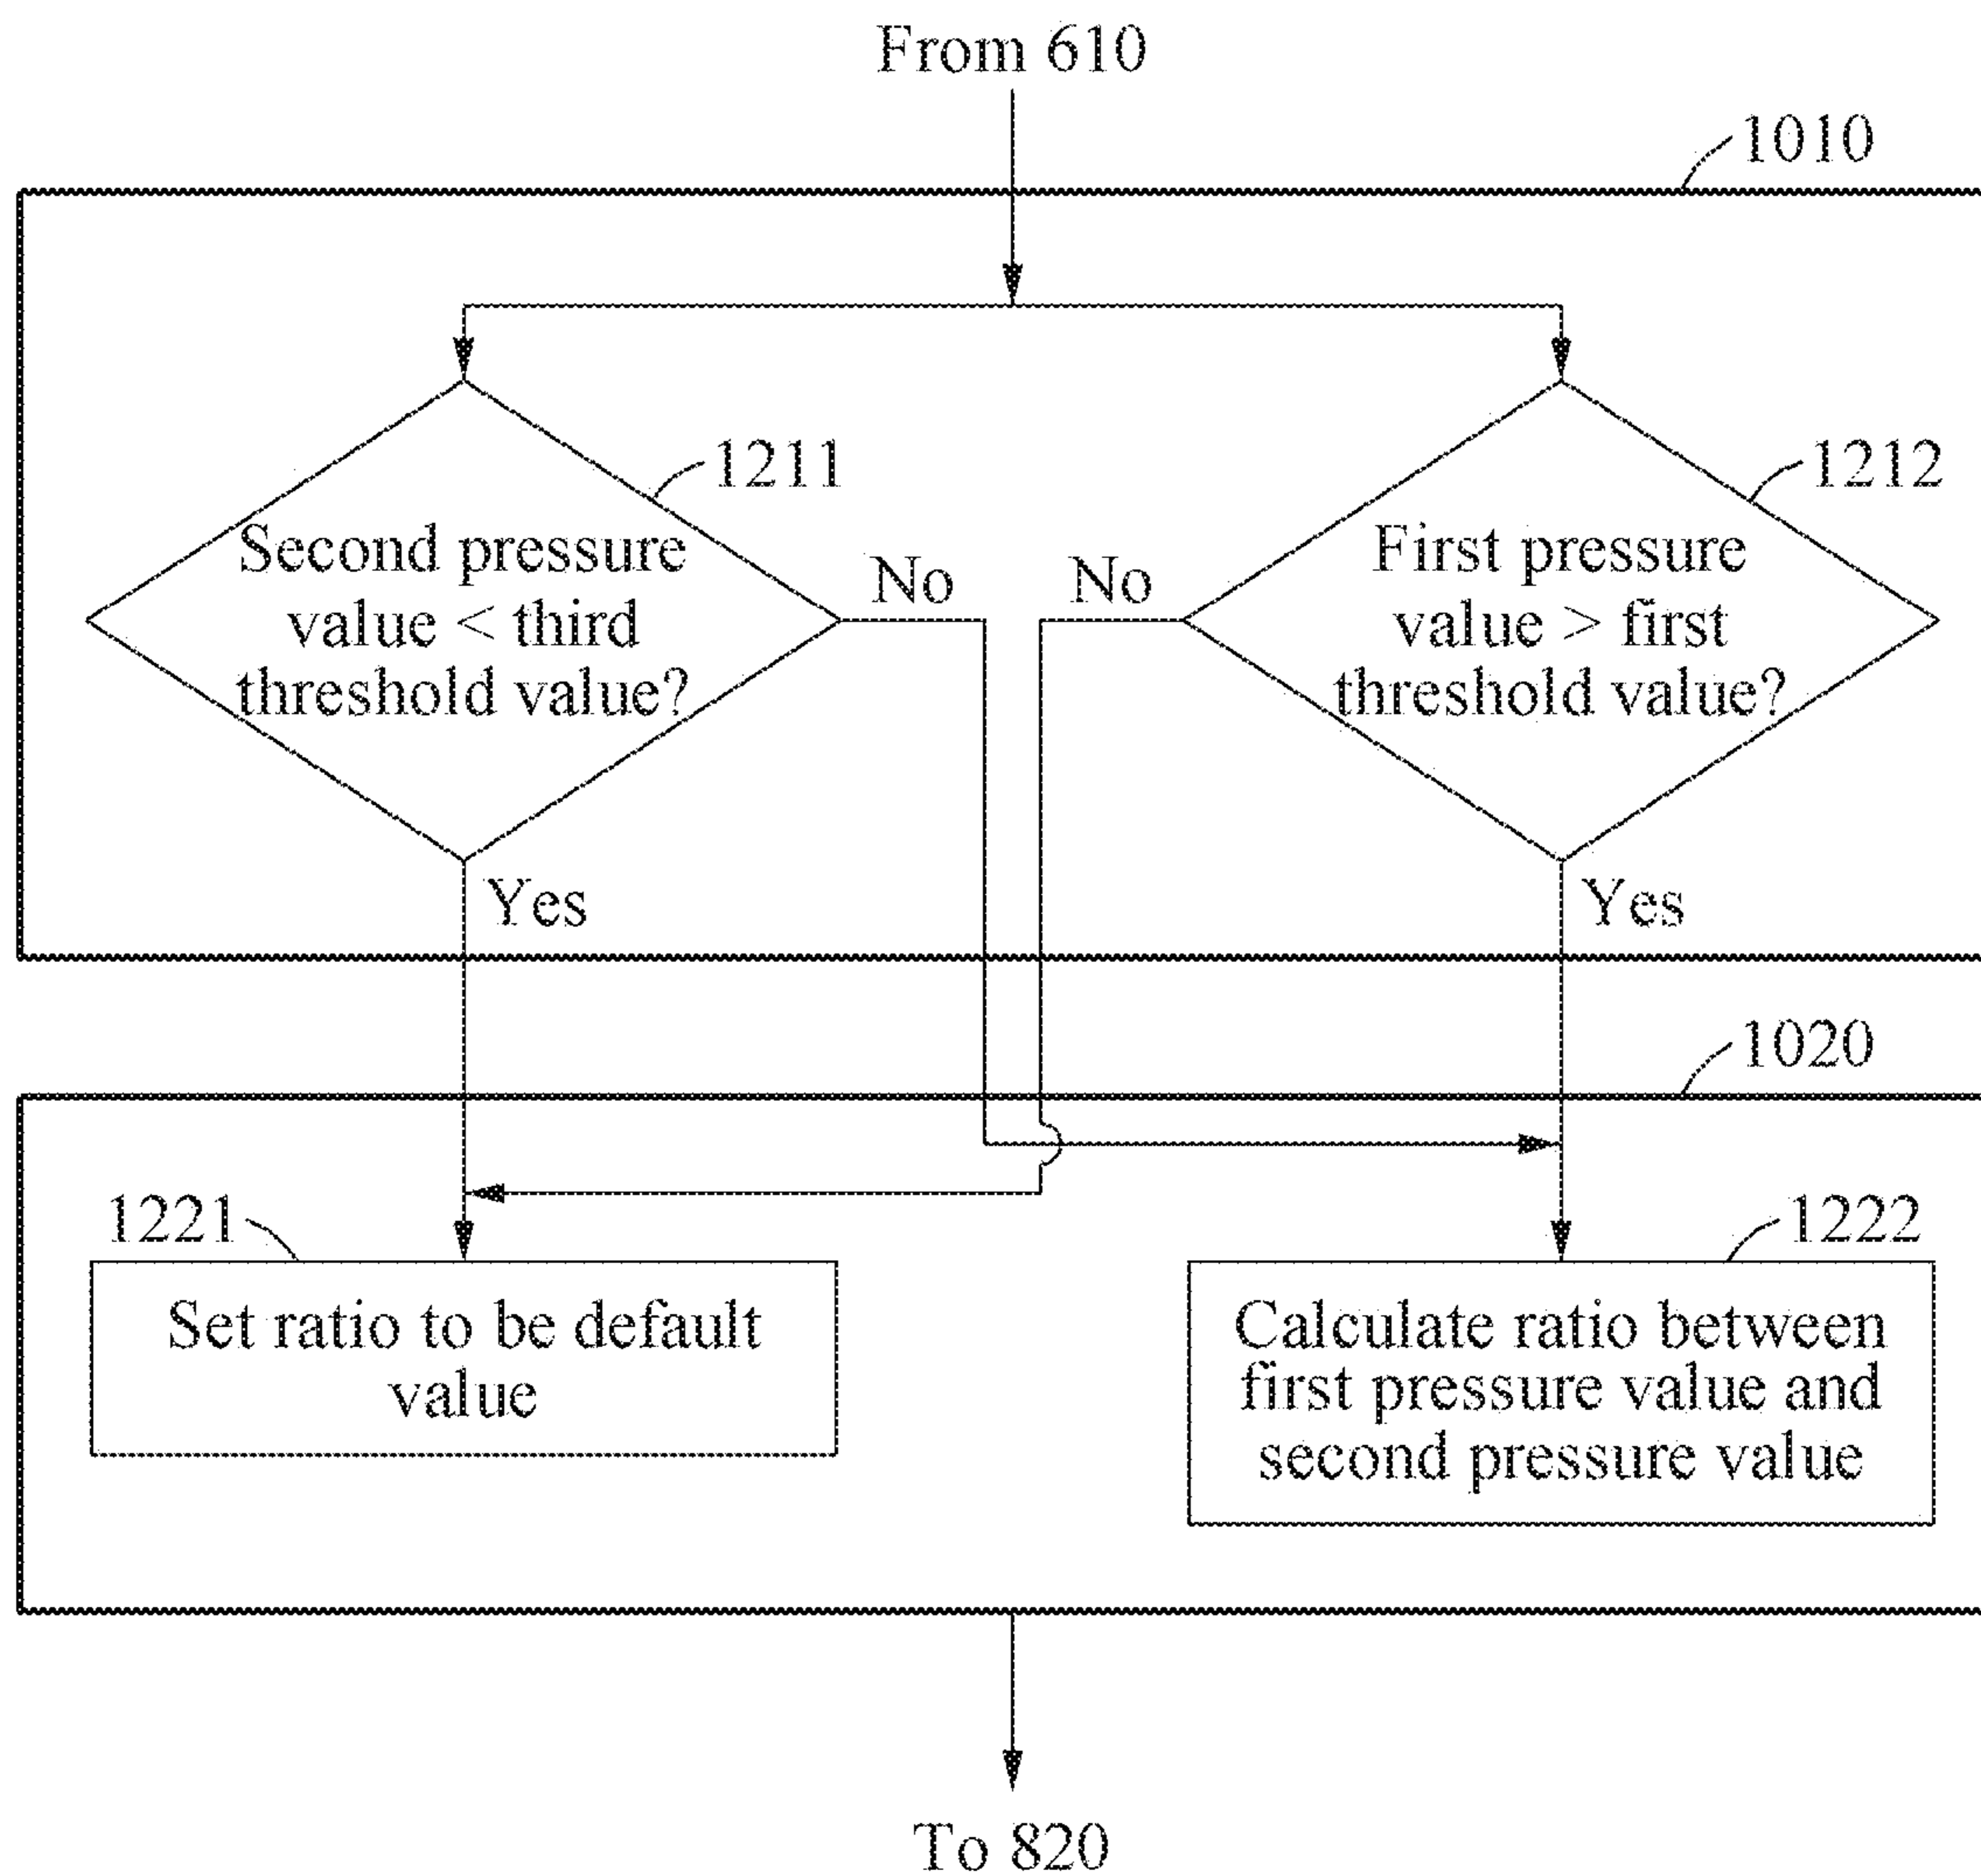 From 610
1010
1211
Second pressure
value < third
threshold value?
No
Yes
1212
First pressure
value > first
threshold value?
No
Yes
1020
1221
Set ratio to be default
value
1222
Calculate ratio between
first pressure value and
second pressure value
To 820